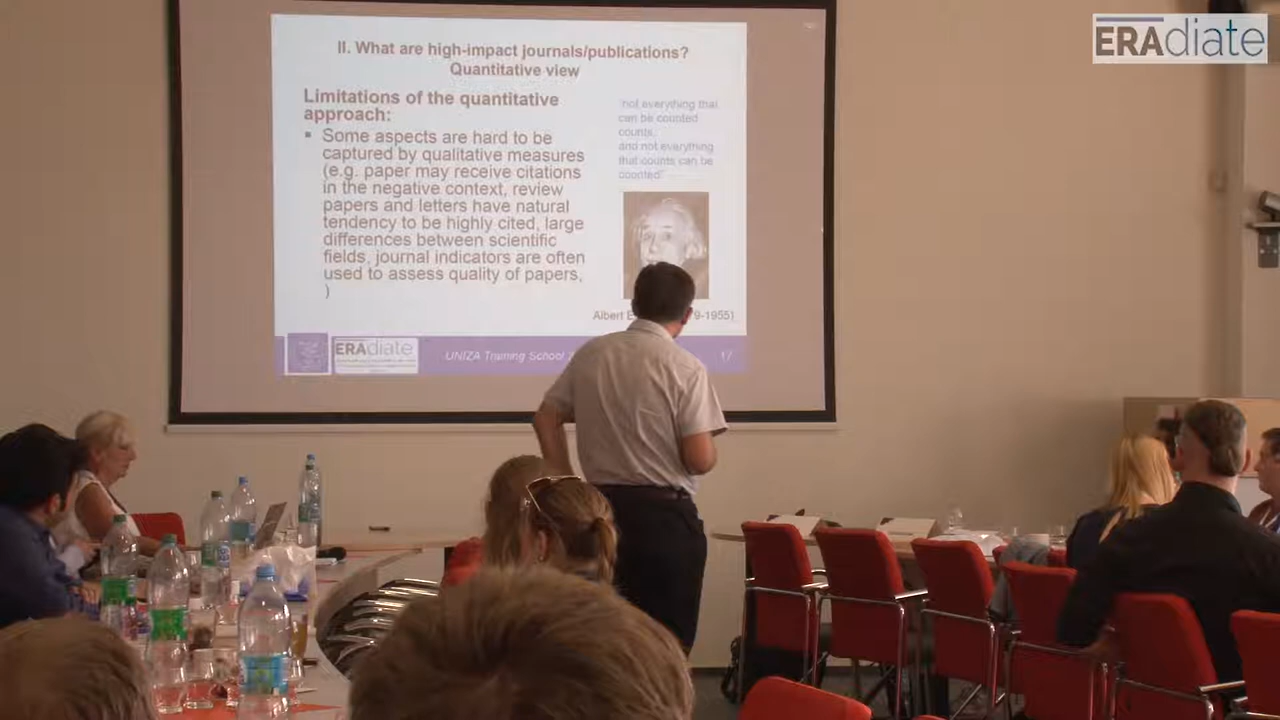 ERAdiate
II. What are high-impact journals/publications?
Quantitative view
Limitations of the quantitative
approach:
▪ Some aspects are hard to be
captured by qualitative measures
(e.g. paper may receive citations
in the negative context, review
papers and letters have natural
tendency to be highly cited, large
differences between scientific
fields, journal indicators are often
used to assess quality of papers,
)
"not everything that
can be counted
counts,
and not everything
that counts can be
counted"
Albert 9-1955)
ERAdiate
UNIZA Training School
17